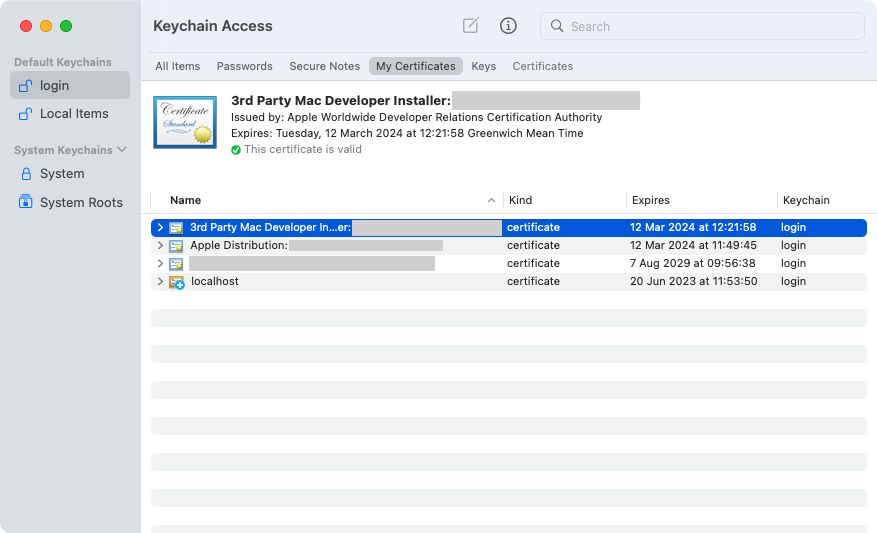 Keychain Access
Search
Default Keychains
login
Local Items
System Keychains
System
System Roots
All Items Passwords Secure Notes My Certificates Keys Certificates
Certificate
Standard
3rd Party Mac Developer Installer:
Issued by: Apple Worldwide Developer Relations Certification Authority
Expires: Tuesday, 12 March 2024 at 12:21:58 Greenwich Mean Time
This certificate is valid
Name Kind Expires Keychain
3rd Party Mac Developer In...er: certificate 12 Mar 2024 at 12:21:58 login
Apple Distribution: certificate 12 Mar 2024 at 11:49:45 login
certificate 7 Aug 2029 at 09:56:38 login
localhost certificate 20 Jun 2023 at 11:53:50 login